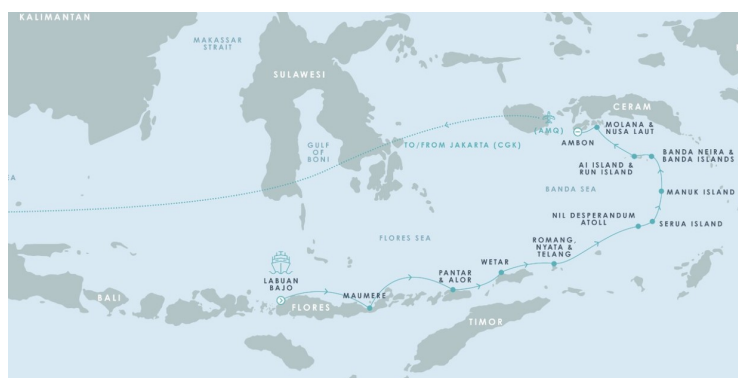 KALIMANTAN
MAKASSAR
STRAIT
SULAWESI
CERAM
(AMQ)
MOLANA &
NUSA LAUT
AMBON
TO/FROM JAKARTA (CGK)
GULF
OF
BONI
BANDA NEIRA &
BANDA ISLANDS
AI ISLAND &
RUN ISLAND
BANDA SEA
MANUK ISLAND
NIL DESPERANDUM
ATOLL
SERUA ISLAND
FLORES SEA
ROMANG,
NYATA &
TELANG
WETAR
PANTAR
& ALOR
LABUAN
BAJO
MAUMERE
BALI
FLORES
TIMOR